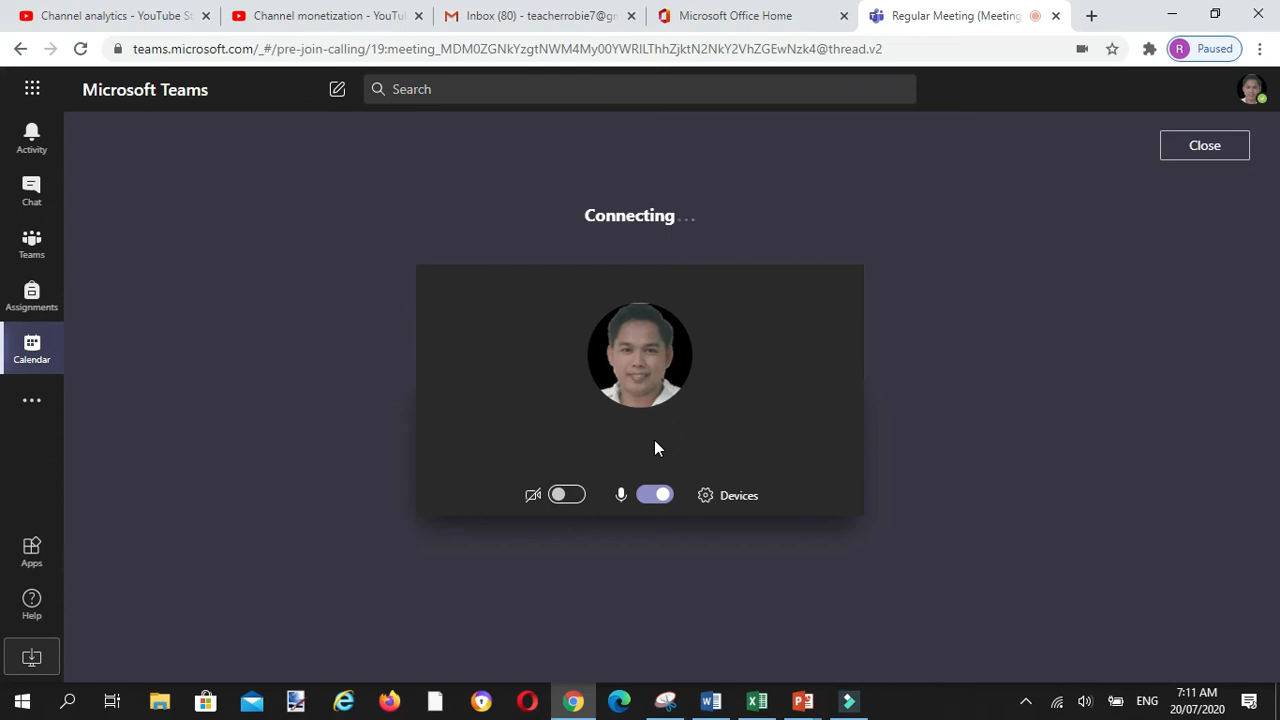 Channel analytics - YouTube St
Channel monetization - YouTu
Inbox (80) - teacherrobie7@gm
Microsoft Office Home
Regular Meeting (Meeting
teams.microsoft.com/_#/pre-join-calling/19:meeting_MDM0ZGNkYzgtNWM4My00YWRlLThhZjktN2NkY2VhZGEwNzk4@thread.v2
R Paused
Microsoft Teams
Search
Activity
Chat
Teams
Assignments
Calendar
Apps
Help
Close
Connecting...
Devices
ENG
7:11 AM
20/07/2020